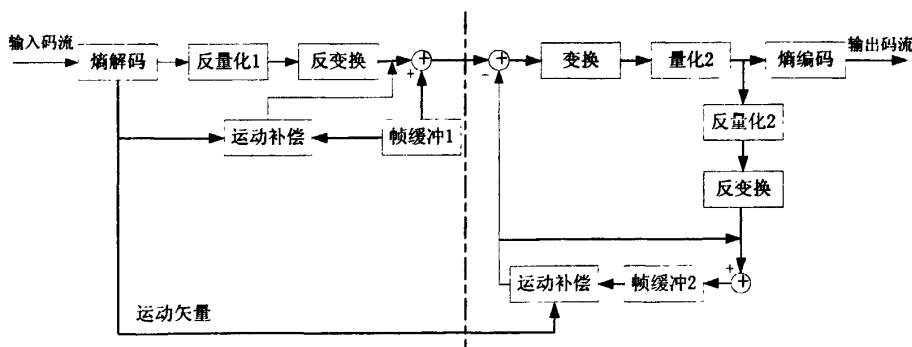 输入码流
熵解码
反量化1
反变换
+
+
-
+
变换
量化2
熵编码
输出码流
反量化2
运动补偿
帧缓冲1
反变换
+
+
运动补偿
帧缓冲2
运动矢量